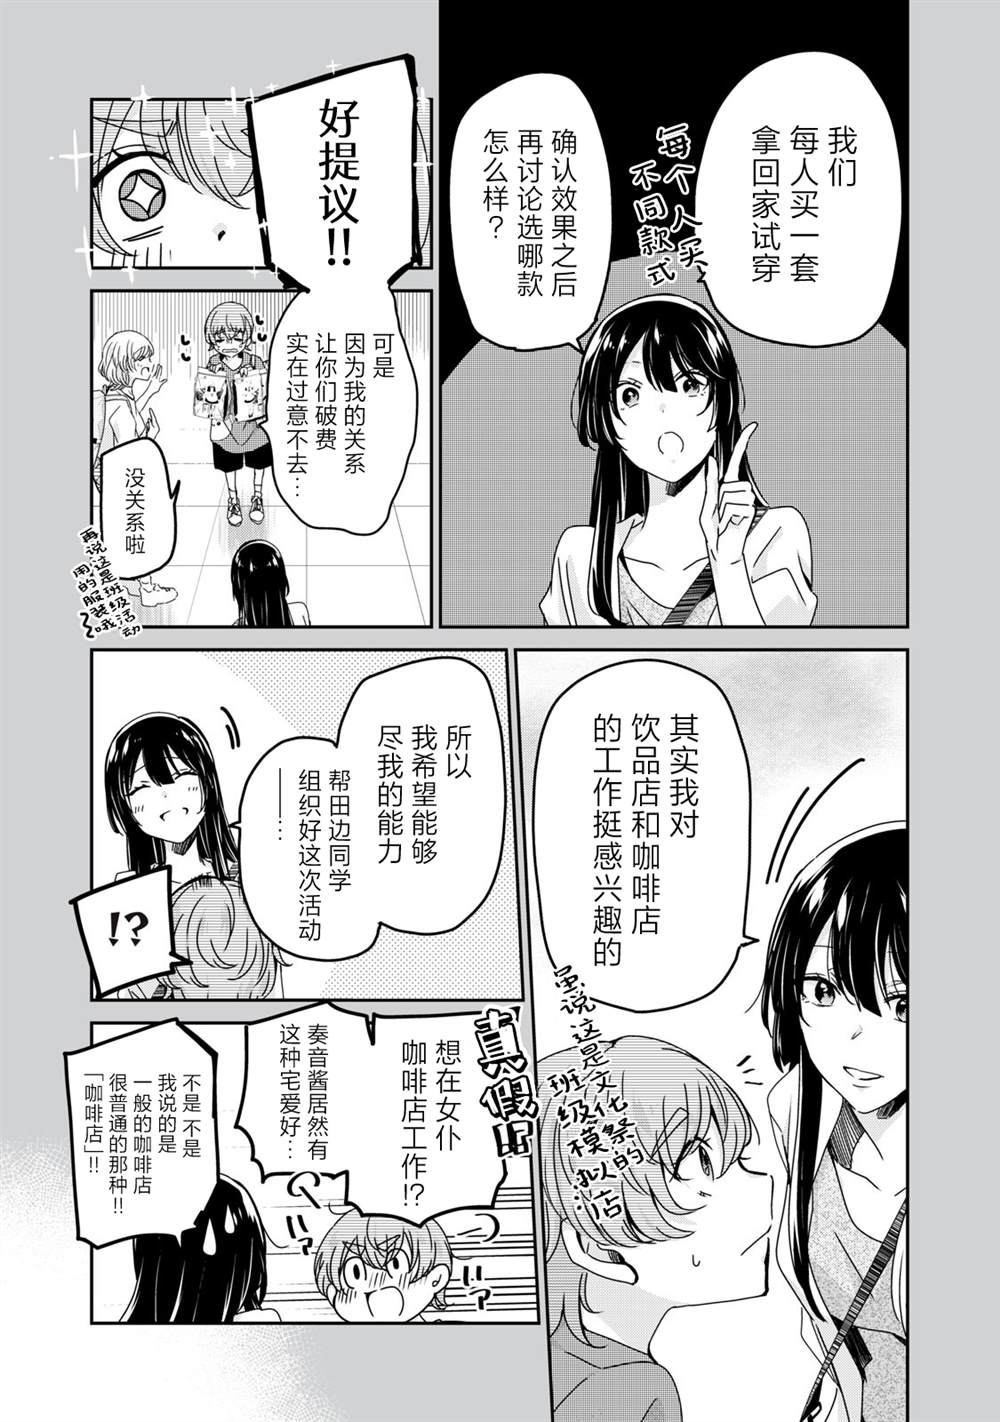 我们
每人买一套
拿回家试穿
每个人买
不同款式
确认效果之后
再讨论选哪款
怎么样？
好提议!!
可是
因为我的关系
让你们破费
实在过意不去…
没关系啦
再说这是班级活动
用的服装哦
其实我对
饮品店和咖啡店
的工作挺感兴趣的
虽说这是文化祭的
班级模拟店
所以
我希望能够
尽我的能力
帮田边同学
组织好这次活动
——…
!?
真假!?
想在女仆
咖啡店工作!?
奏音酱居然有
这种宅爱好…
不是不是
我说的是
一般的咖啡店
很普通的那种!!
「咖啡店」!!